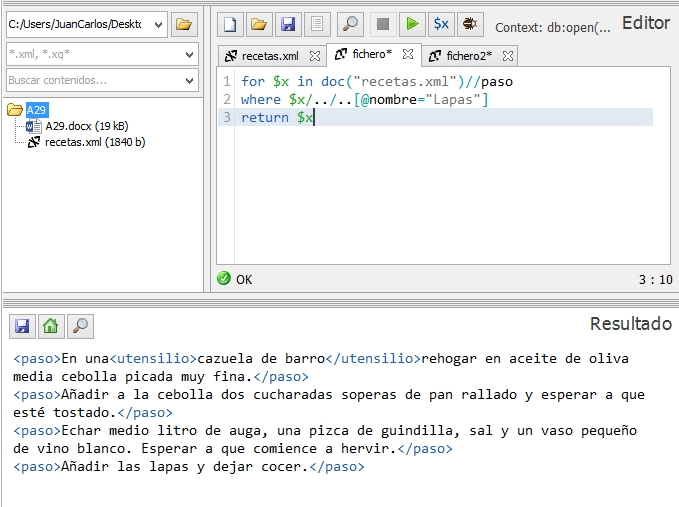 C:/Users/JuanCarlos/Deskto
*.xml, *.xq*
Buscar contenidos...
A29
A29.docx (19 kB)
recetas.xml (1840 b)
$x
Context: db:open(...
Editor
recetas.xml
fichero*
fichero2*
1 for $x in doc("recetas.xml")//paso
2 where $x/../..[@nombre="Lapas"]
3 return $x
OK
3 : 10
Resultado
<paso>En una<utensilio>cazuela de barro</utensilio>rehogar en aceite de oliva
media cebolla picada muy fina.</paso>
<paso>Añadir a la cebolla dos cucharadas soperas de pan rallado y esperar a que
esté tostado.</paso>
<paso>Echar medio litro de auga, una pizca de guindilla, sal y un vaso pequeño
de vino blanco. Esperar a que comience a hervir.</paso>
<paso>Añadir las lapas y dejar cocer.</paso>